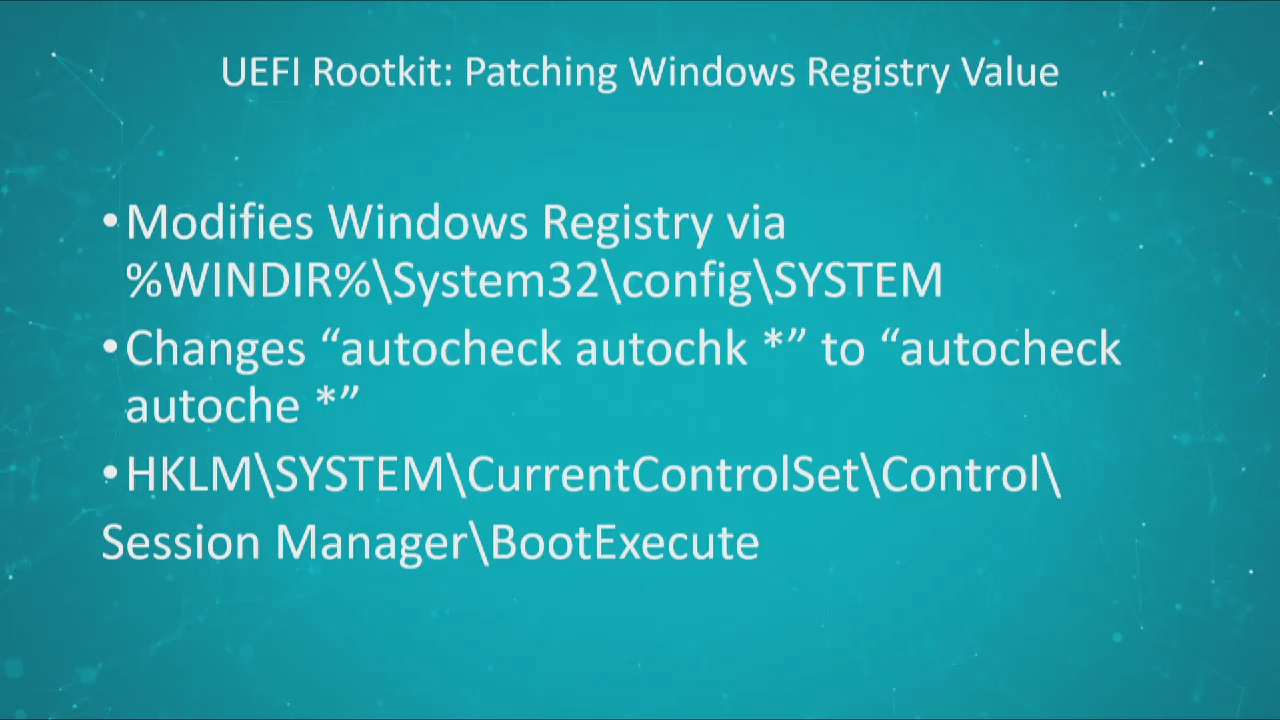 UEFI Rootkit: Patching Windows Registry Value
•Modifies Windows Registry via
%WINDIR%\System32\config\SYSTEM
•Changes “autocheck autochk *” to “autocheck
autoche *”
•HKLM\SYSTEM\CurrentControlSet\Control\
Session Manager\BootExecute